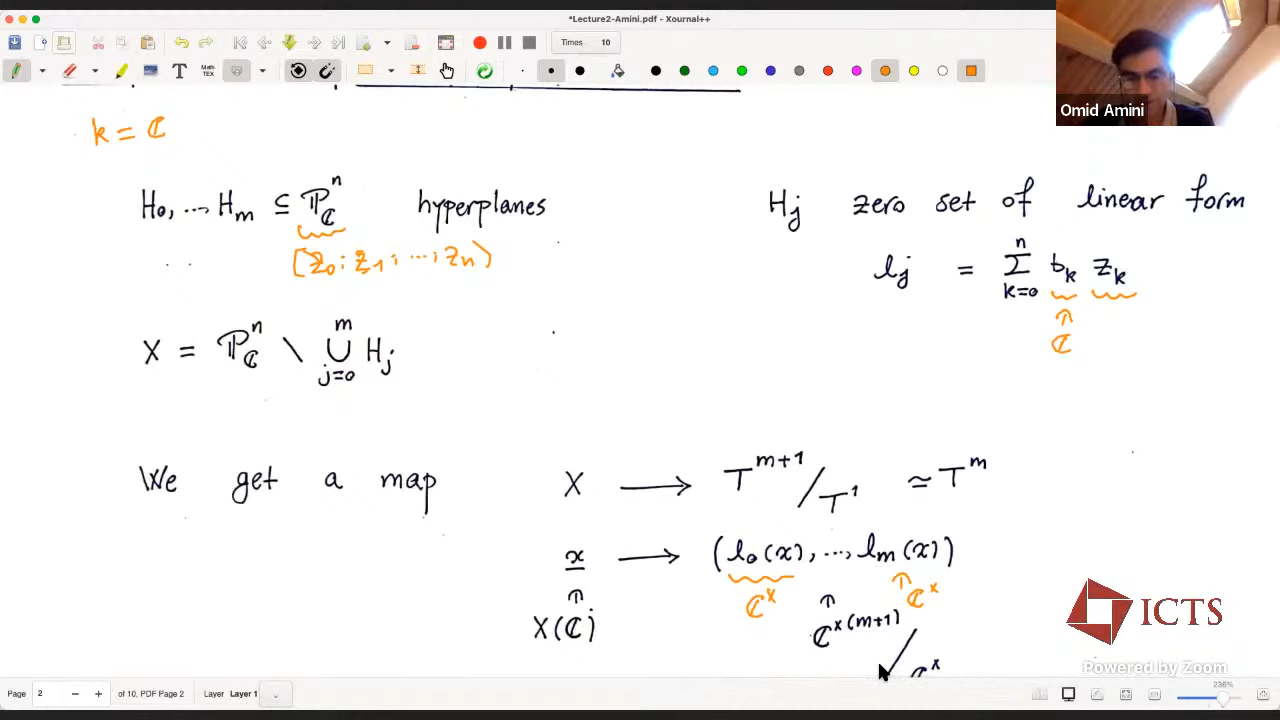 *Lecture2-Amini.pdf - Xournal++
Times 10
Omid Amini
k = ℂ
H₀, ... Hₘ ⊆ ℙⁿ_ℂ hyperplanes
Hⱼ zero set of linear form
[z₀ : z₁ : ... : zₙ]
lⱼ = Σ_{k=0}^{n} b_k z_k
↑
ℂ
X = ℙⁿ_ℂ \ ⋃_{j=0}^{m} Hⱼ
We get a map X ⟶ T^{m+1} / T¹ ≃ T^m
x ⟶ (l₀(x), ..., lₘ(x))
↑ ℂ^× ↑ ↑ ℂ^×
X(ℂ) ℂ^{×(m+1)} / ℂ^×
ICTS
Powered by Zoom
Page 2 of 10, PDF Page 2 Layer Layer 1 236%